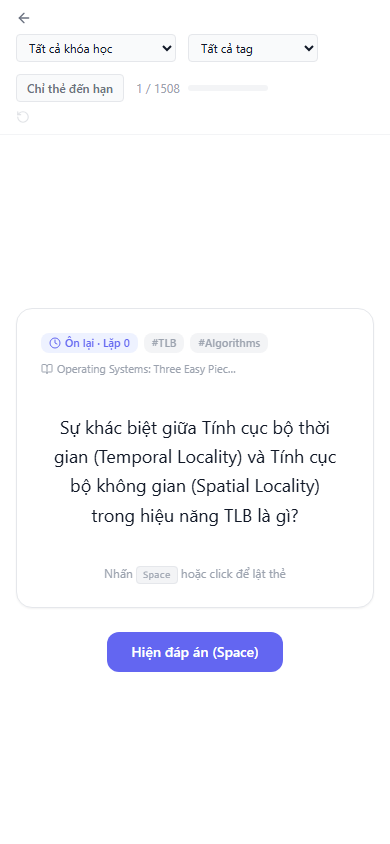 Tất cả khóa học
Tất cả tag
Chỉ thẻ đến hạn
1 / 1508
Ôn lại · Lặp 0
#TLB
#Algorithms
Operating Systems: Three Easy Piec...
Sự khác biệt giữa Tính cục bộ thời
gian (Temporal Locality) và Tính cục
bộ không gian (Spatial Locality)
trong hiệu năng TLB là gì?
Nhấn Space hoặc click để lật thẻ
Hiện đáp án (Space)